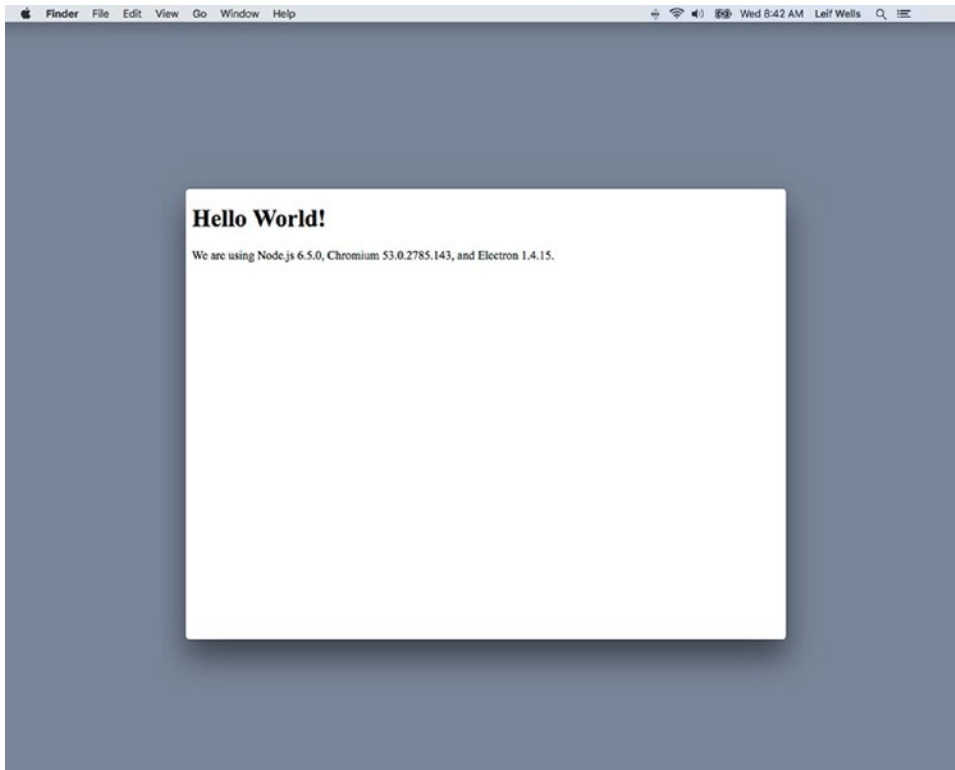 Finder File Edit View Go Window Help Wed 8:42 AM Leif Wells
Hello World!
We are using Node.js 6.5.0, Chromium 53.0.2785.143, and Electron 1.4.15.